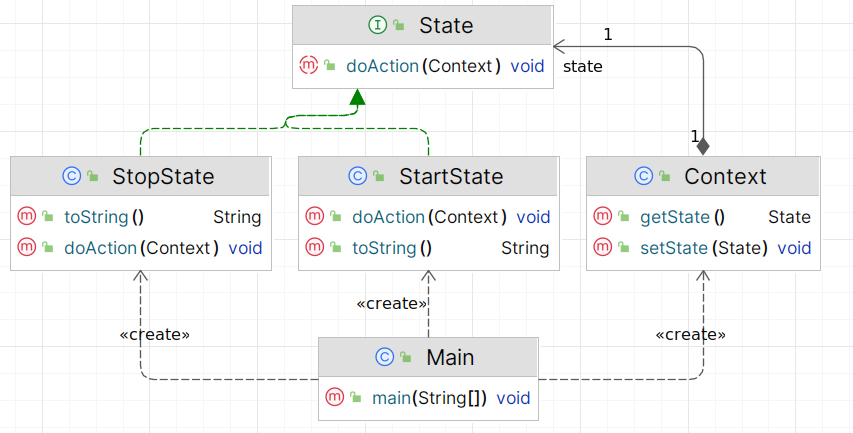 I State
m doAction(Context) void
1
state
1
C StopState
m toString() String
m doAction(Context) void
C StartState
m doAction(Context) void
m toString() String
C Context
m getState() State
m setState(State) void
«create»
«create»
«create»
C Main
m main(String[]) void